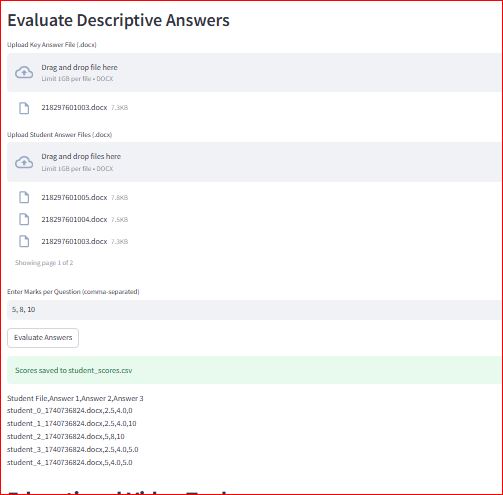 Evaluate Descriptive Answers
Upload Key Answer File (.docx)
Drag and drop file here
Limit 1GB per file • DOCX
218297601003.docx 7.3KB
Upload Student Answer Files (.docx)
Drag and drop files here
Limit 1GB per file • DOCX
218297601005.docx 7.8KB
218297601004.docx 7.5KB
218297601003.docx 7.3KB
Showing page 1 of 2
Enter Marks per Question (comma-separated)
5, 8, 10
Evaluate Answers
Scores saved to student_scores.csv
Student File,Answer 1,Answer 2,Answer 3
student_0_1740736824.docx,2.5,4.0,0
student_1_1740736824.docx,2.5,4.0,10
student_2_1740736824.docx,5,8,10
student_3_1740736824.docx,2.5,4.0,5.0
student_4_1740736824.docx,5,4.0,5.0